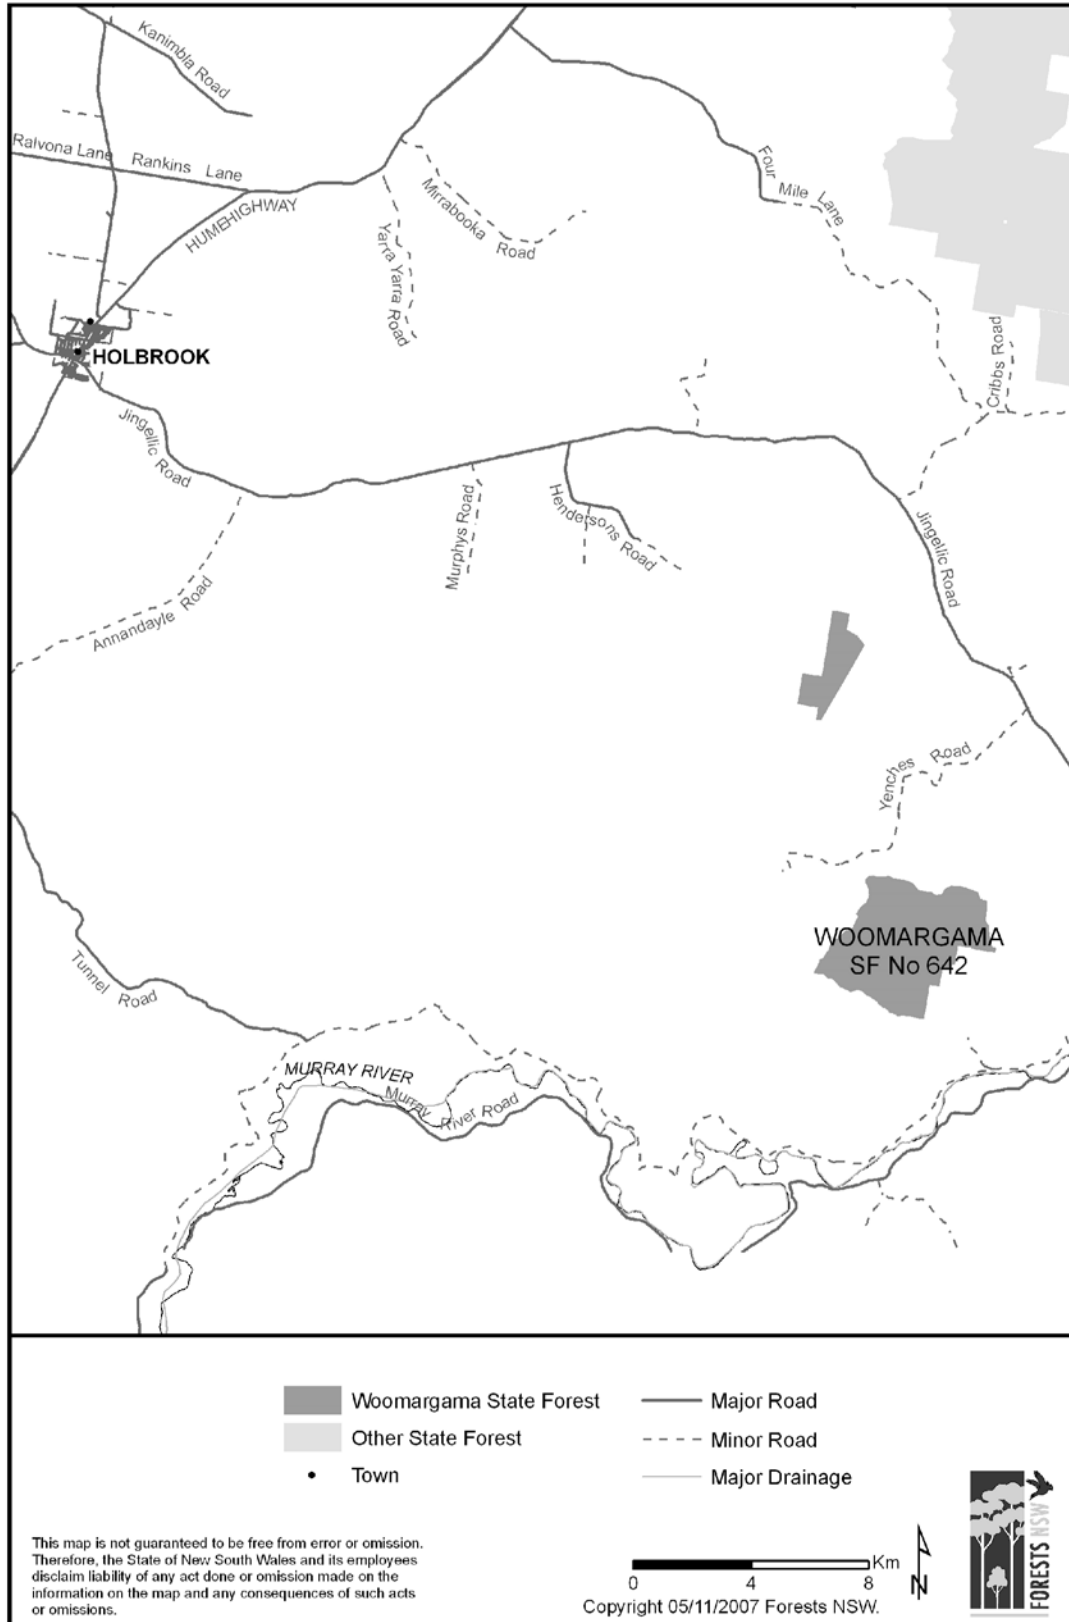 Kanimbla Road
Ralvona Lane Rankins Lane
HUMEHIGHWAY
Mirrabooka Road
Yarra Yarra Road
Four Mile Lane
Cribbs Road
HOLBROOK
Jingellic Road
Murphys Road
Hendersons Road
Jingellic Road
Annandayle Road
Yenches Road
WOOMARGAMA
SF No 642
Tunnel Road
MURRAY RIVER
Murray River Road
Woomargama State Forest
Other State Forest
Town
Major Road
Minor Road
Major Drainage
This map is not guaranteed to be free from error or omission.
Therefore, the State of New South Wales and its employees
disclaim liability of any act done or omission made on the
information on the map and any consequences of such acts
or omissions.
Km
0 4 8
N
Copyright 05/11/2007 Forests NSW.
FORESTS NSW